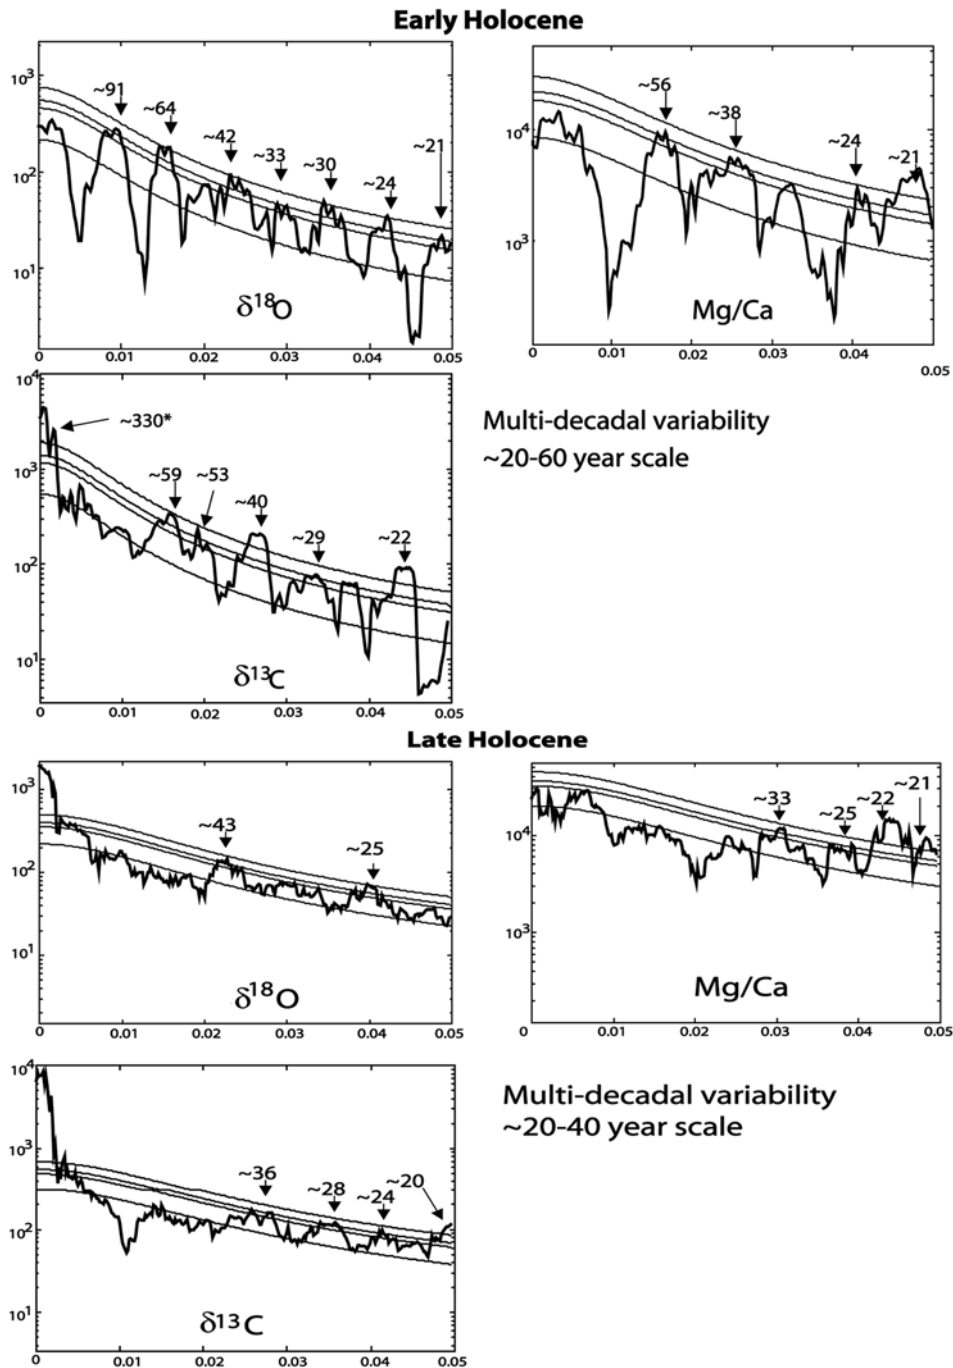 Early Holocene
10³
10²
10¹
~91
~64
~42
~33
~30
~24
~21
δ¹⁸O
0 0.01 0.02 0.03 0.04 0.05
10⁴
10³
~56
~38
~24
~21
Mg/Ca
0 0.01 0.02 0.03 0.04
0.05
10⁴
10³
10²
10¹
~330*
~59
~53
~40
~29
~22
δ¹³C
0 0.01 0.02 0.03 0.04 0.05
Multi-decadal variability
~20-60 year scale
Late Holocene
10³
10²
10¹
~43
~25
δ¹⁸O
0 0.01 0.02 0.03 0.04 0.05
10⁴
10³
~33
~25
~22
~21
Mg/Ca
0 0.01 0.02 0.03 0.04 0.05
10⁴
10³
10²
10¹
~36
~28
~24
~20
δ¹³C
0 0.01 0.02 0.03 0.04 0.05
Multi-decadal variability
~20-40 year scale